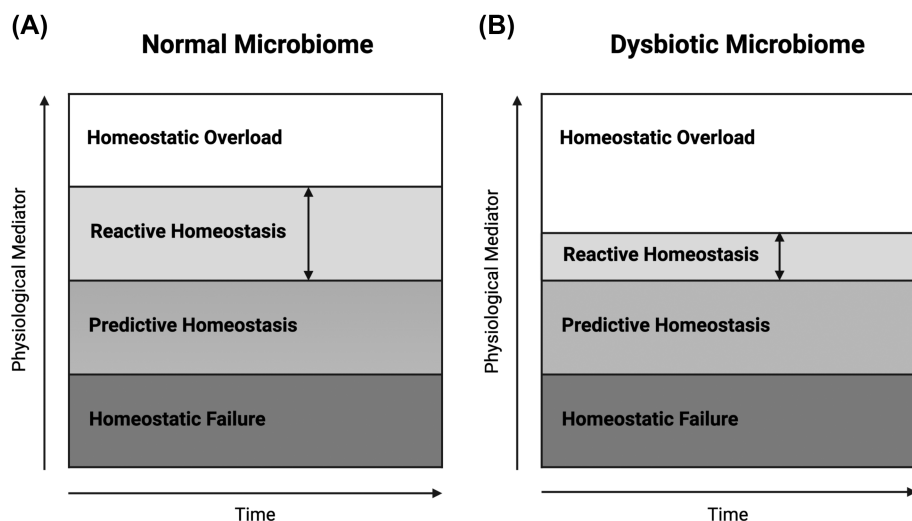 (A)
Normal Microbiome
Physiological Mediator
Homeostatic Overload
Reactive Homeostasis
Predictive Homeostasis
Homeostatic Failure
Time
(B)
Dysbiotic Microbiome
Physiological Mediator
Homeostatic Overload
Reactive Homeostasis
Predictive Homeostasis
Homeostatic Failure
Time